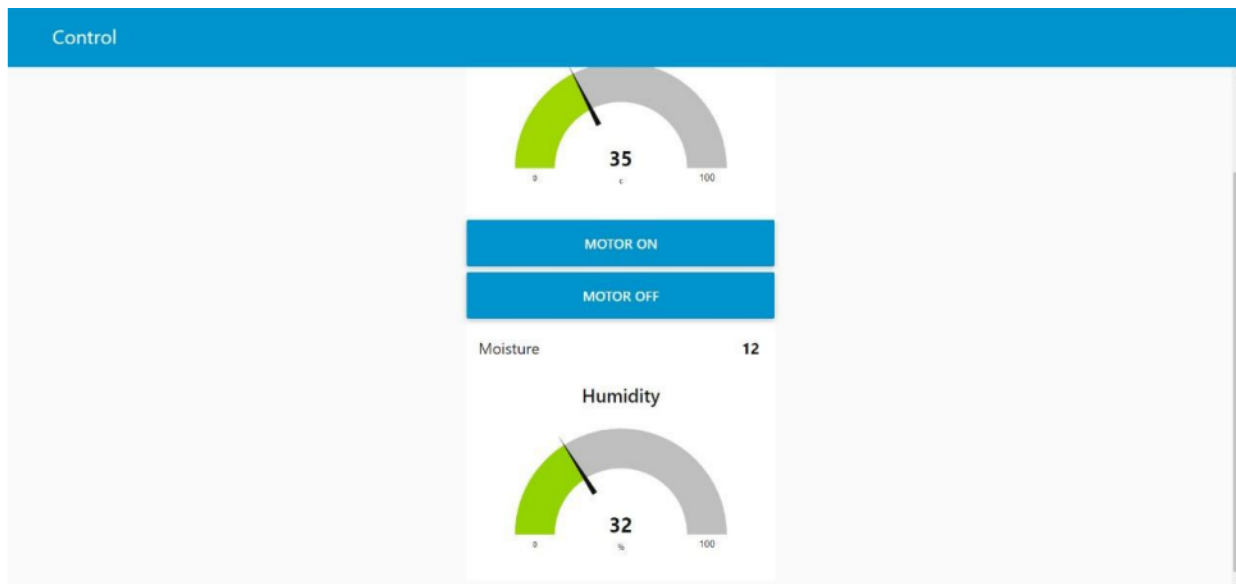 Control
35
0 c 100
MOTOR ON
MOTOR OFF
Moisture 12
Humidity
32
0 % 100